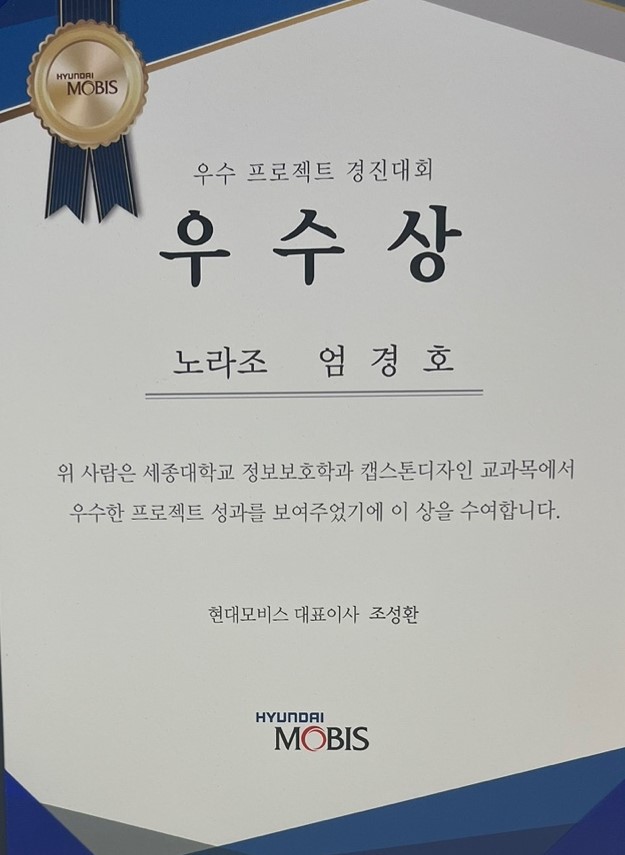 HYUNDAI
MOBIS
우수 프로젝트 경진대회
우수상
노라조 엄경호
위 사람은 세종대학교 정보보호학과 캡스톤디자인 교과목에서
우수한 프로젝트 성과를 보여주었기에 이 상을 수여합니다.
현대모비스 대표이사 조성환
HYUNDAI
MOBIS